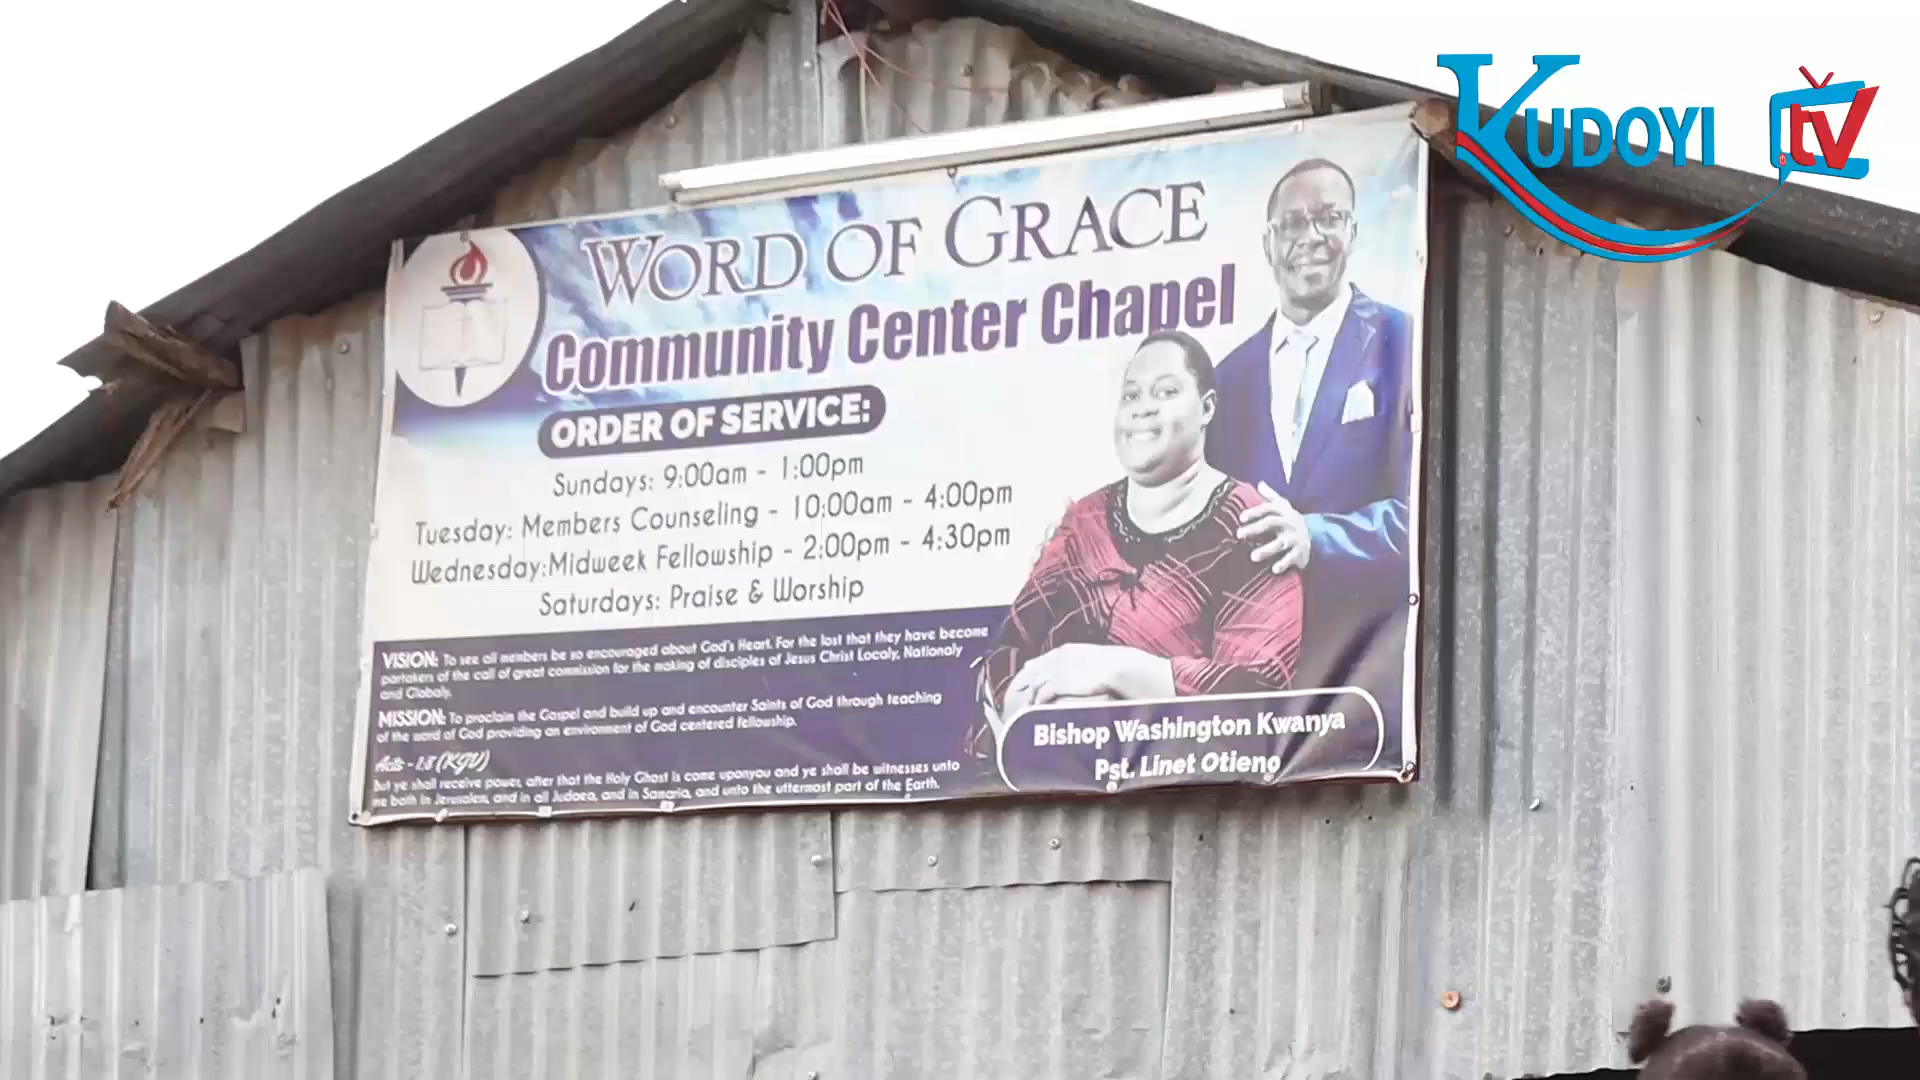 KUDOYI tv
WORD OF GRACE
Community Center Chapel
ORDER OF SERVICE:
Sundays: 9:00am - 1:00pm
Tuesday: Members Counseling - 10:00am - 4:00pm
Wednesday:Midweek Fellowship - 2:00pm - 4:30pm
Saturdays: Praise & Worship
VISION: To see all members be so encouraged about God's Heart. For the lost that they have become
partakers of the call of great commission for the making of disciples of Jesus Christ Localy, Nationaly
and Globaly.
MISSION: To proclaim the Gospel and build up and encounter Saints of God through teaching
of the word of God providing an environment of God centered fellowship.
Acts - 1:8 (KJV)
But ye shall receive power, after that the Holy Ghost is come uponyou and ye shall be witnesses unto
me both in Jerusalem, and in all Judaea, and in Samaria, and unto the uttermost part of the Earth.
Bishop Washington Kwanya
Pst. Linet Otieno